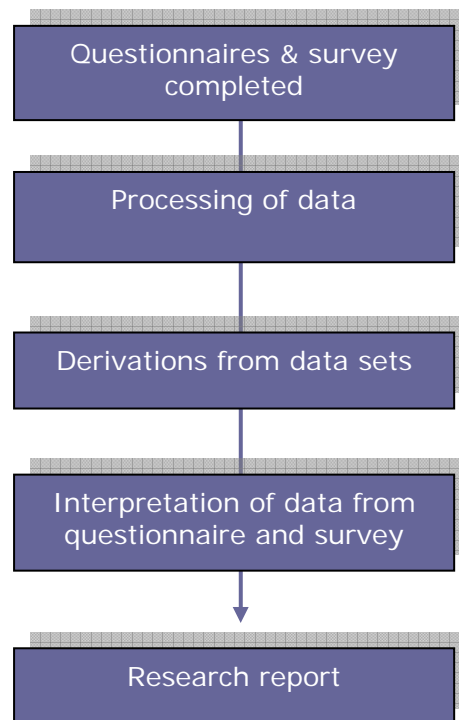 Questionnaires & survey
completed
Processing of data
Derivations from data sets
Interpretation of data from
questionnaire and survey
Research report